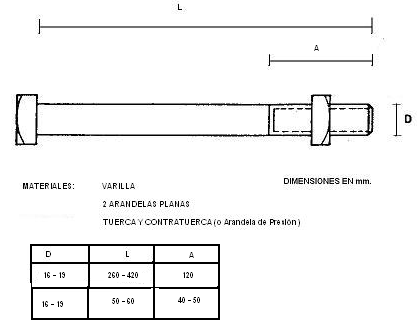 L
A
D
MATERIALES: VARILLA DIMENSIONES EN mm.
2 ARANDELAS PLANAS
TUERCA Y CONTRATUERCA (o Arandela de Presión)
D L A
16 - 19 260 - 420 120
16 - 19 50 - 60 40 - 50